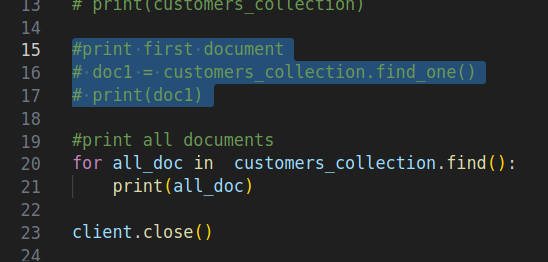 13 # print(customers_collection)
14
15 #print first document
16 # doc1 = customers_collection.find_one()
17 # print(doc1)
18
19 #print all documents
20 for all_doc in  customers_collection.find():
21     print(all_doc)
22
23 client.close()
24